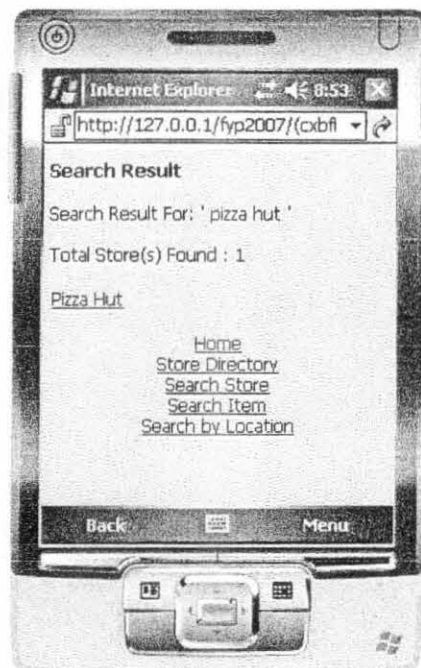 Internet Explorer 8:53
http://127.0.0.1/fyp2007/(cxbfl
Search Result
Search Result For: ' pizza hut '
Total Store(s) Found : 1
Pizza Hut
Home
Store Directory
Search Store
Search Item
Search by Location
Back Menu